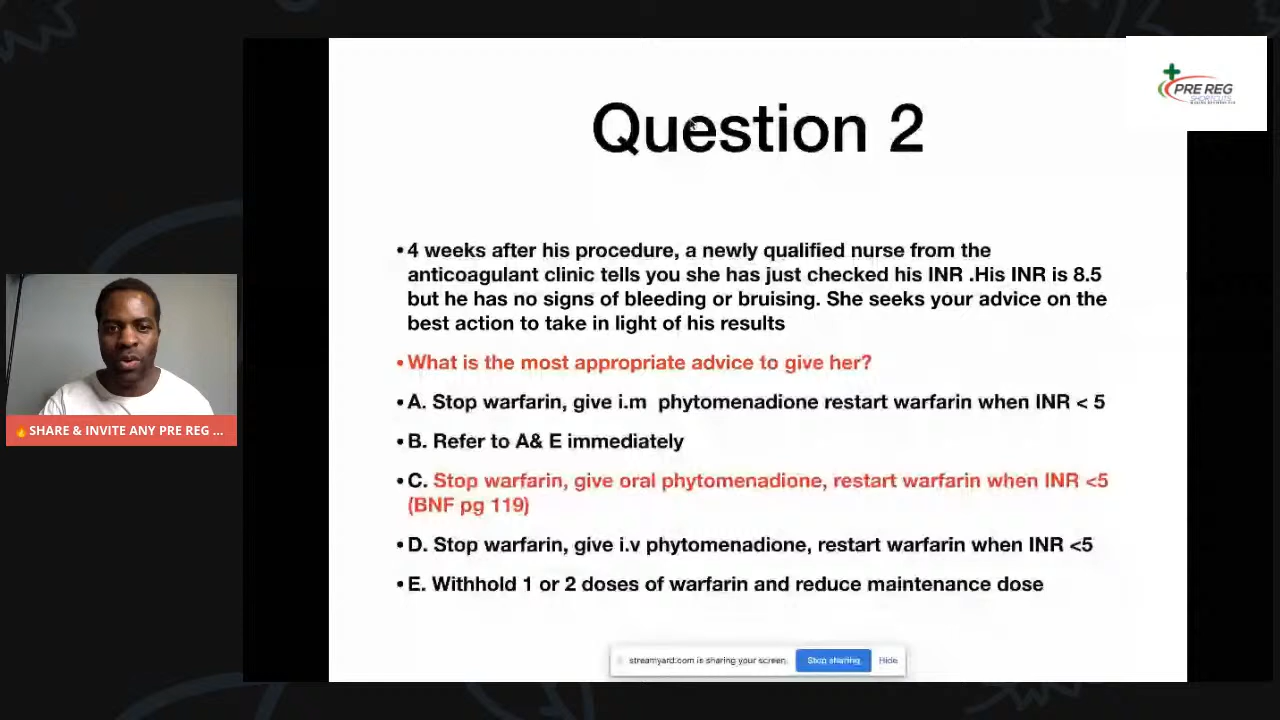 PRE REG
SHORTCUTS
Question 2
•4 weeks after his procedure, a newly qualified nurse from the
anticoagulant clinic tells you she has just checked his INR .His INR is 8.5
but he has no signs of bleeding or bruising. She seeks your advice on the
best action to take in light of his results
•What is the most appropriate advice to give her?
•A. Stop warfarin, give i.m phytomenadione restart warfarin when INR < 5
•B. Refer to A& E immediately
•C. Stop warfarin, give oral phytomenadione, restart warfarin when INR <5
(BNF pg 119)
•D. Stop warfarin, give i.v phytomenadione, restart warfarin when INR <5
•E. Withhold 1 or 2 doses of warfarin and reduce maintenance dose
🔥SHARE & INVITE ANY PRE REG ...
streamyard.com is sharing your screen. Stop sharing Hide